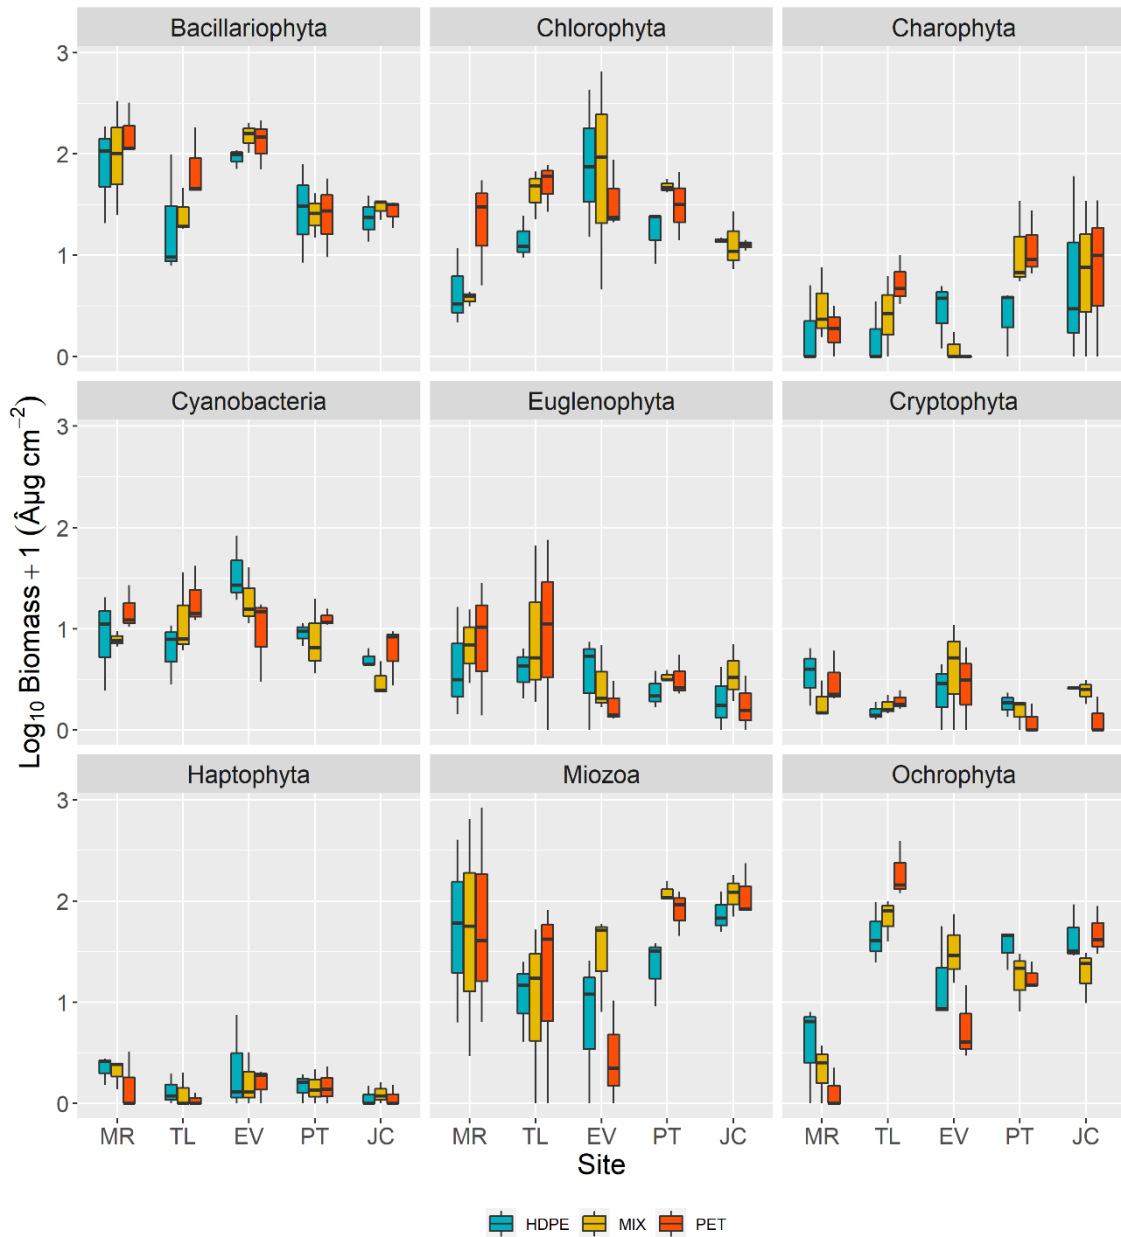 Bacillariophyta Chlorophyta Charophyta
3
2
1
0
Cyanobacteria Euglenophyta Cryptophyta
3
2
1
0
Log10 Biomass + 1 (Âµg cm−2)
Haptophyta Miozoa Ochrophyta
3
2
1
0
MR TL EV PT JC MR TL EV PT JC MR TL EV PT JC
Site
HDPE MIX PET